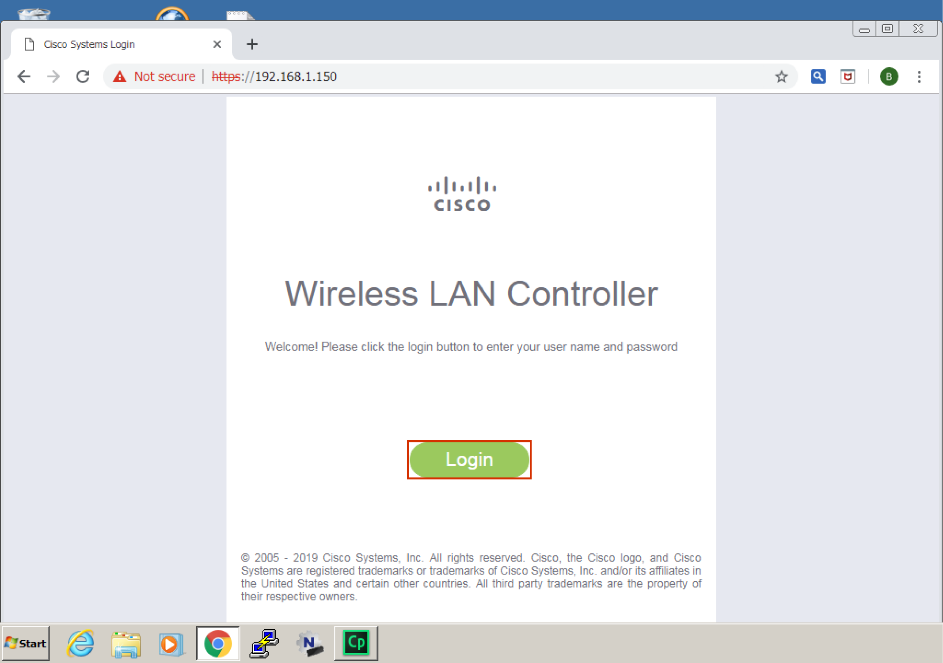 Cisco Systems Login
Not secure | https://192.168.1.150
B
CISCO
Wireless LAN Controller
Welcome! Please click the login button to enter your user name and password
Login
© 2005 - 2019 Cisco Systems, Inc. All rights reserved. Cisco, the Cisco logo, and Cisco
Systems are registered trademarks or trademarks of Cisco Systems, Inc. and/or its affiliates in
the United States and certain other countries. All third party trademarks are the property of
their respective owners.
Start
N
Cp